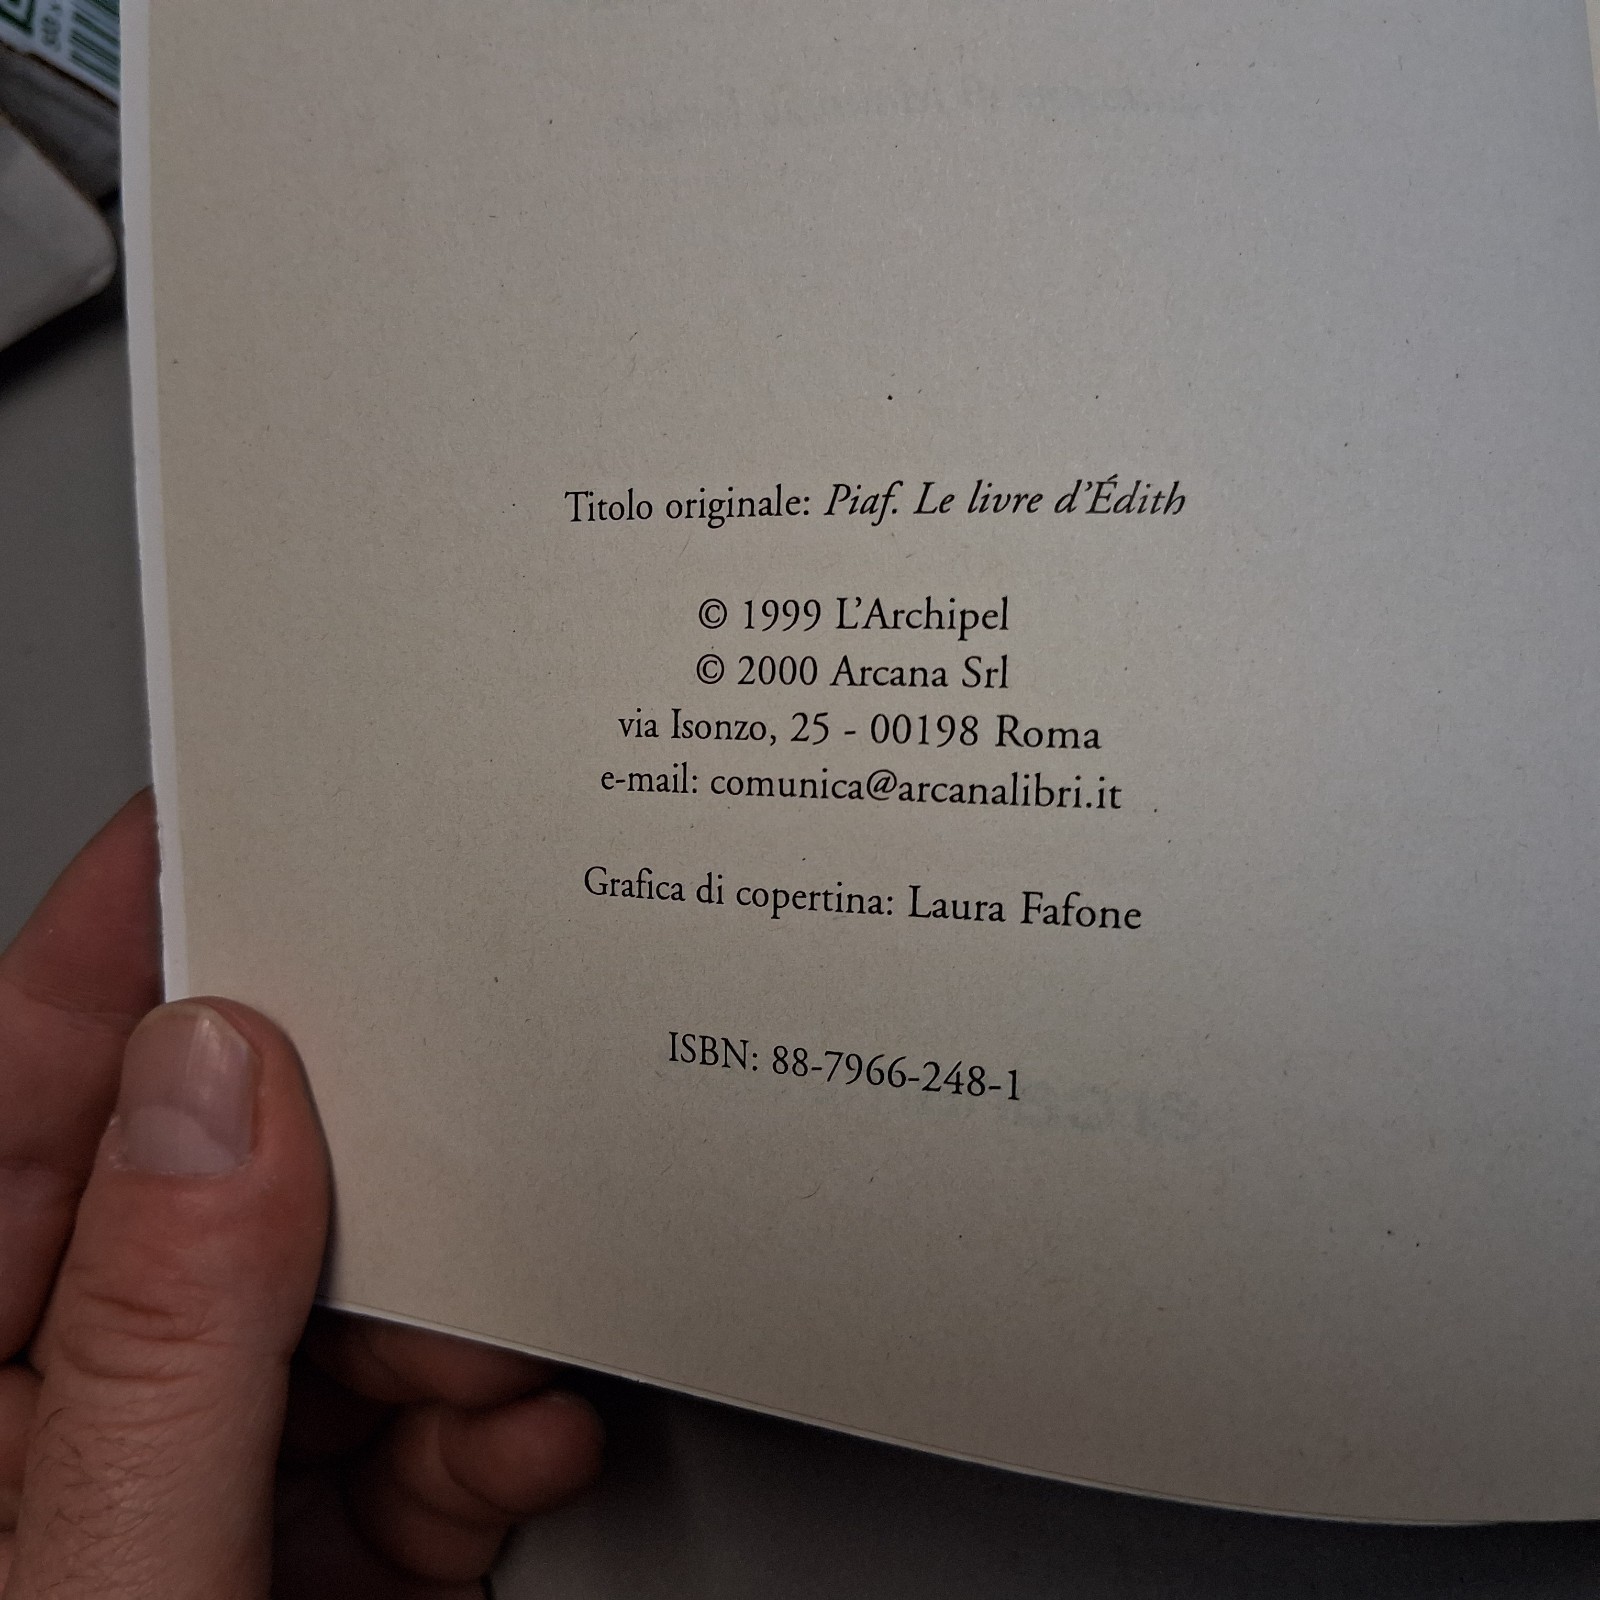 Titolo originale: Piaf. Le livre d'Édith
© 1999 L'Archipel
© 2000 Arcana Srl
via Isonzo, 25 - 00198 Roma
e-mail: comunica@arcanalibri.it
Grafica di copertina: Laura Fafone
ISBN: 88-7966-248-1